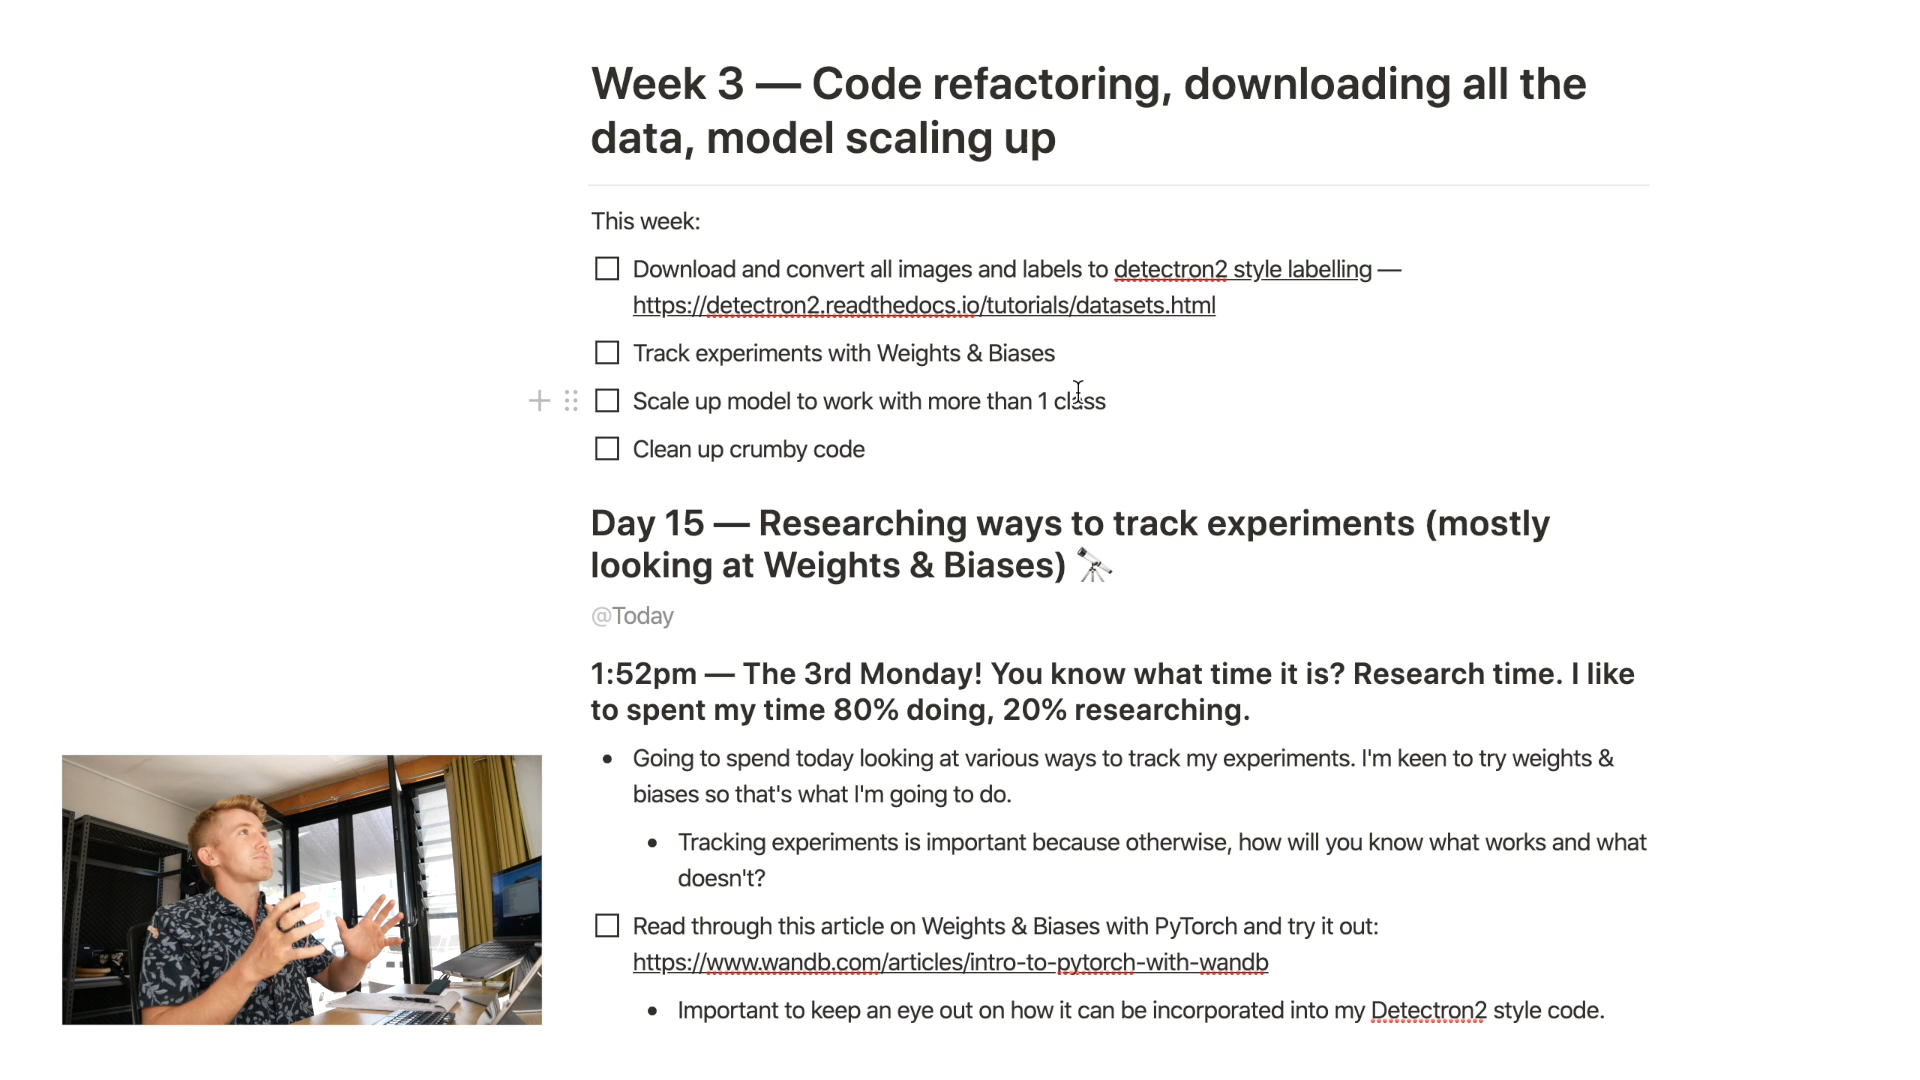 Week 3 — Code refactoring, downloading all the
data, model scaling up
This week:
Download and convert all images and labels to detectron2 style labelling —
https://detectron2.readthedocs.io/tutorials/datasets.html
Track experiments with Weights & Biases
Scale up model to work with more than 1 class
Clean up crumby code
Day 15 — Researching ways to track experiments (mostly
looking at Weights & Biases) 🔭
@Today
1:52pm — The 3rd Monday! You know what time it is? Research time. I like
to spent my time 80% doing, 20% researching.
Going to spend today looking at various ways to track my experiments. I'm keen to try weights &
biases so that's what I'm going to do.
Tracking experiments is important because otherwise, how will you know what works and what
doesn't?
Read through this article on Weights & Biases with PyTorch and try it out:
https://www.wandb.com/articles/intro-to-pytorch-with-wandb
Important to keep an eye out on how it can be incorporated into my Detectron2 style code.